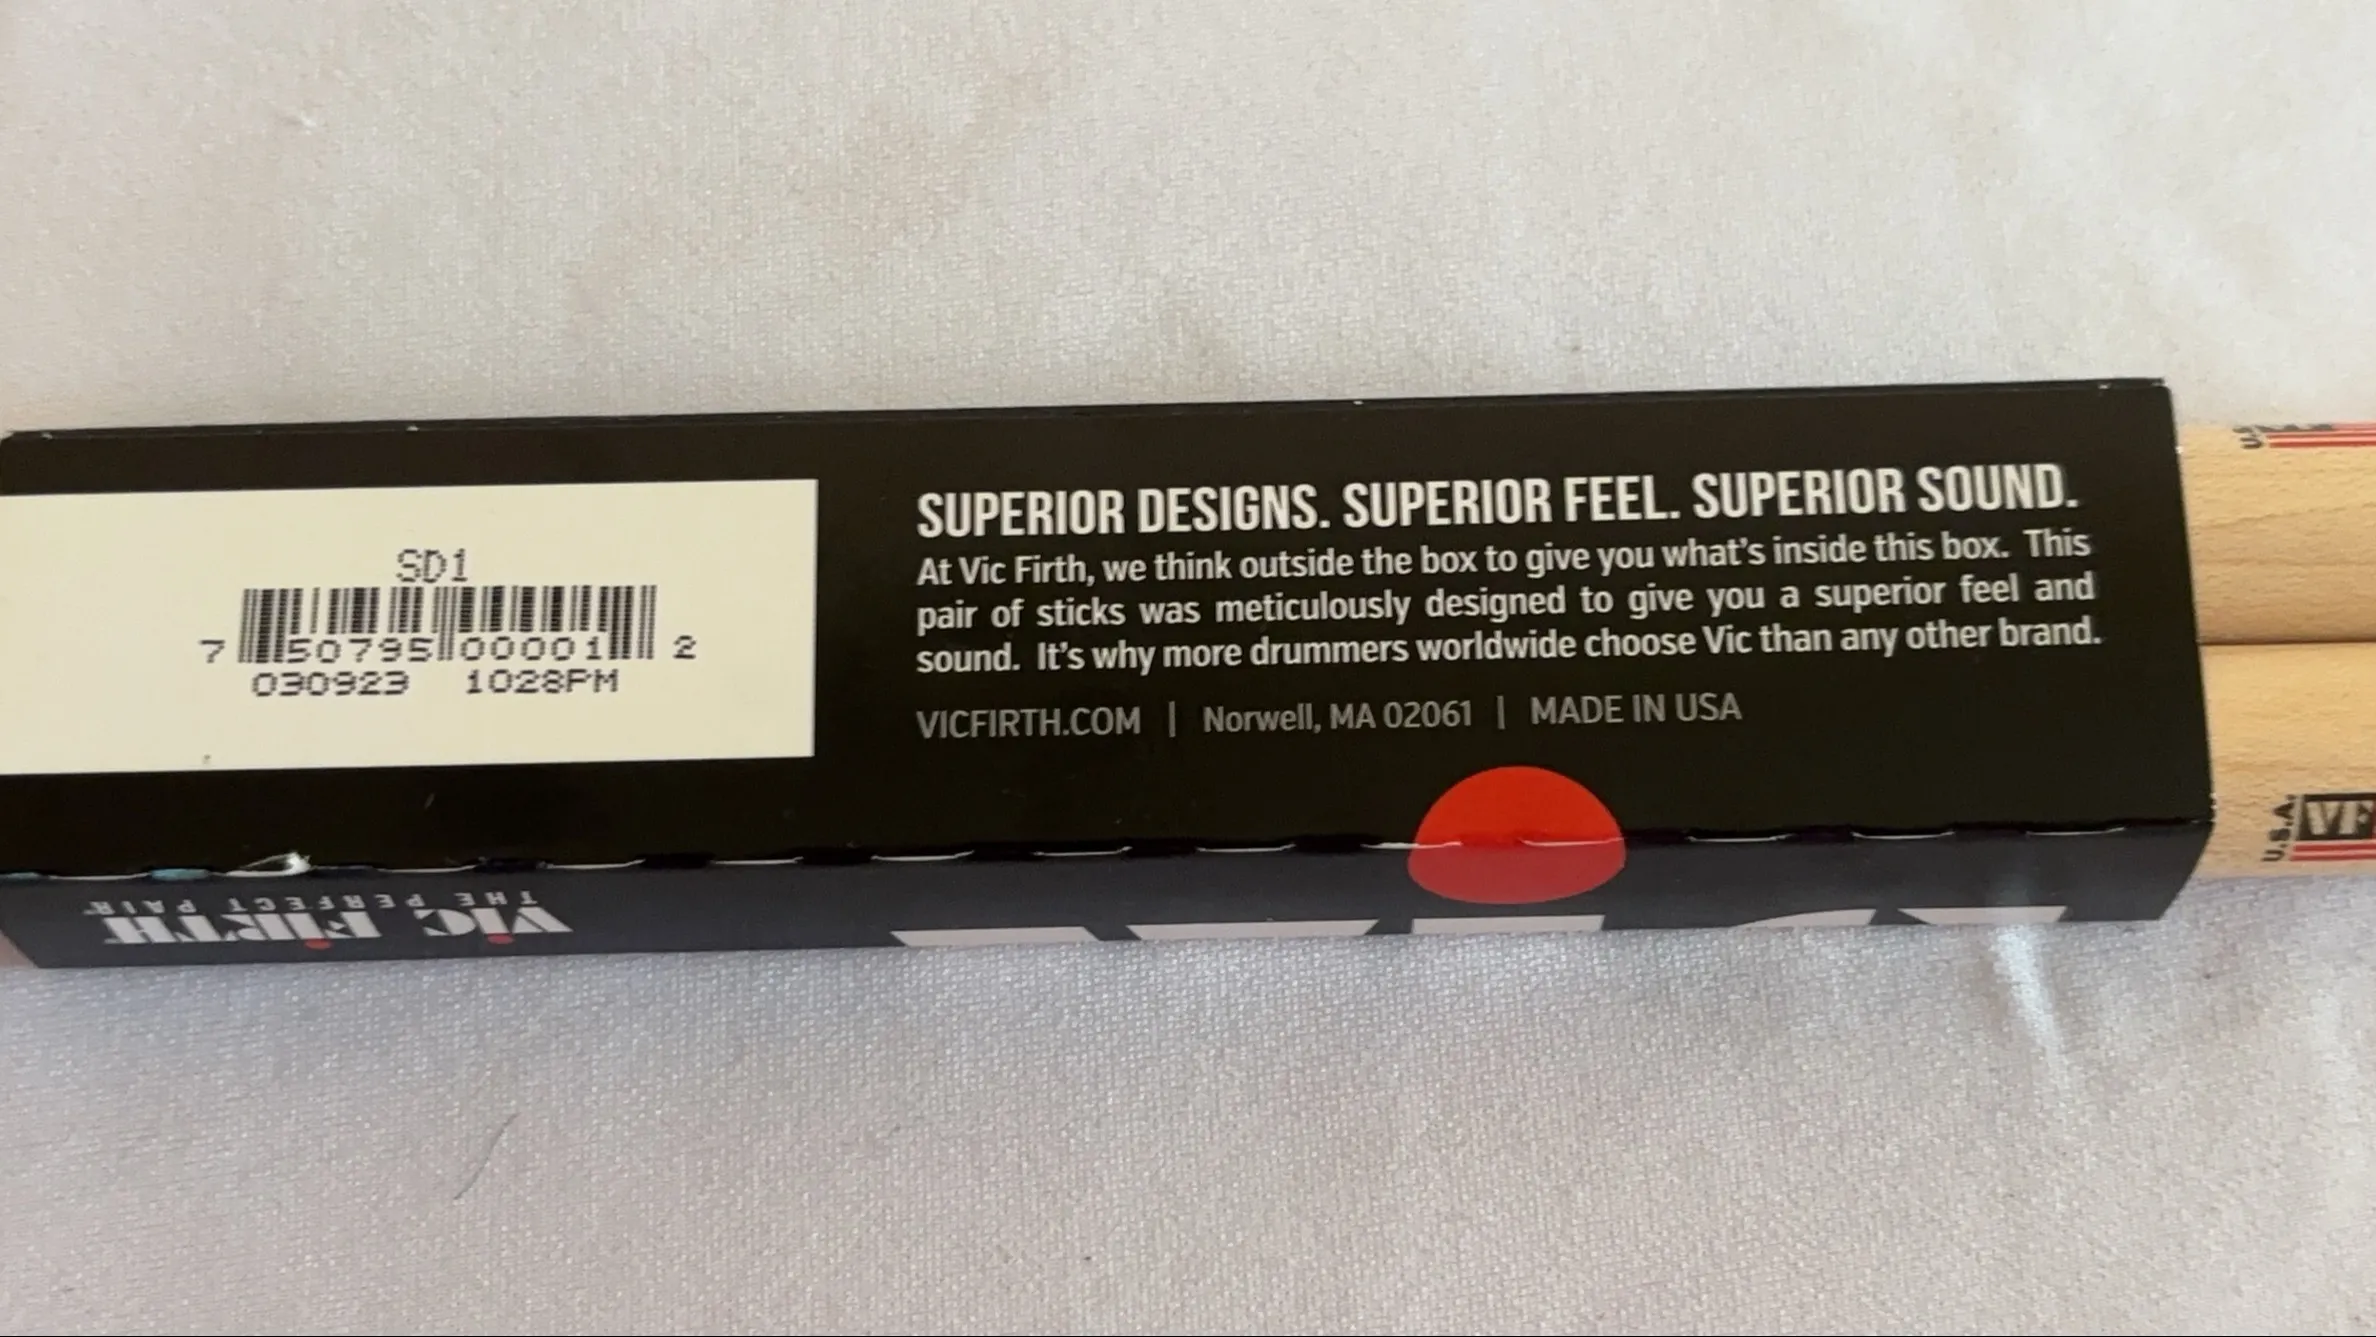 SD1
7 50795 00001 2
030923 1028PM
SUPERIOR DESIGNS. SUPERIOR FEEL. SUPERIOR SOUND.
At Vic Firth, we think outside the box to give you what's inside this box. This
pair of sticks was meticulously designed to give you a superior feel and
sound. It's why more drummers worldwide choose Vic than any other brand.
VICFIRTH.COM | Norwell, MA 02061 | MADE IN USA
VIC FIRTH
THE PERFECT PAIR™
U.S.A.
VF